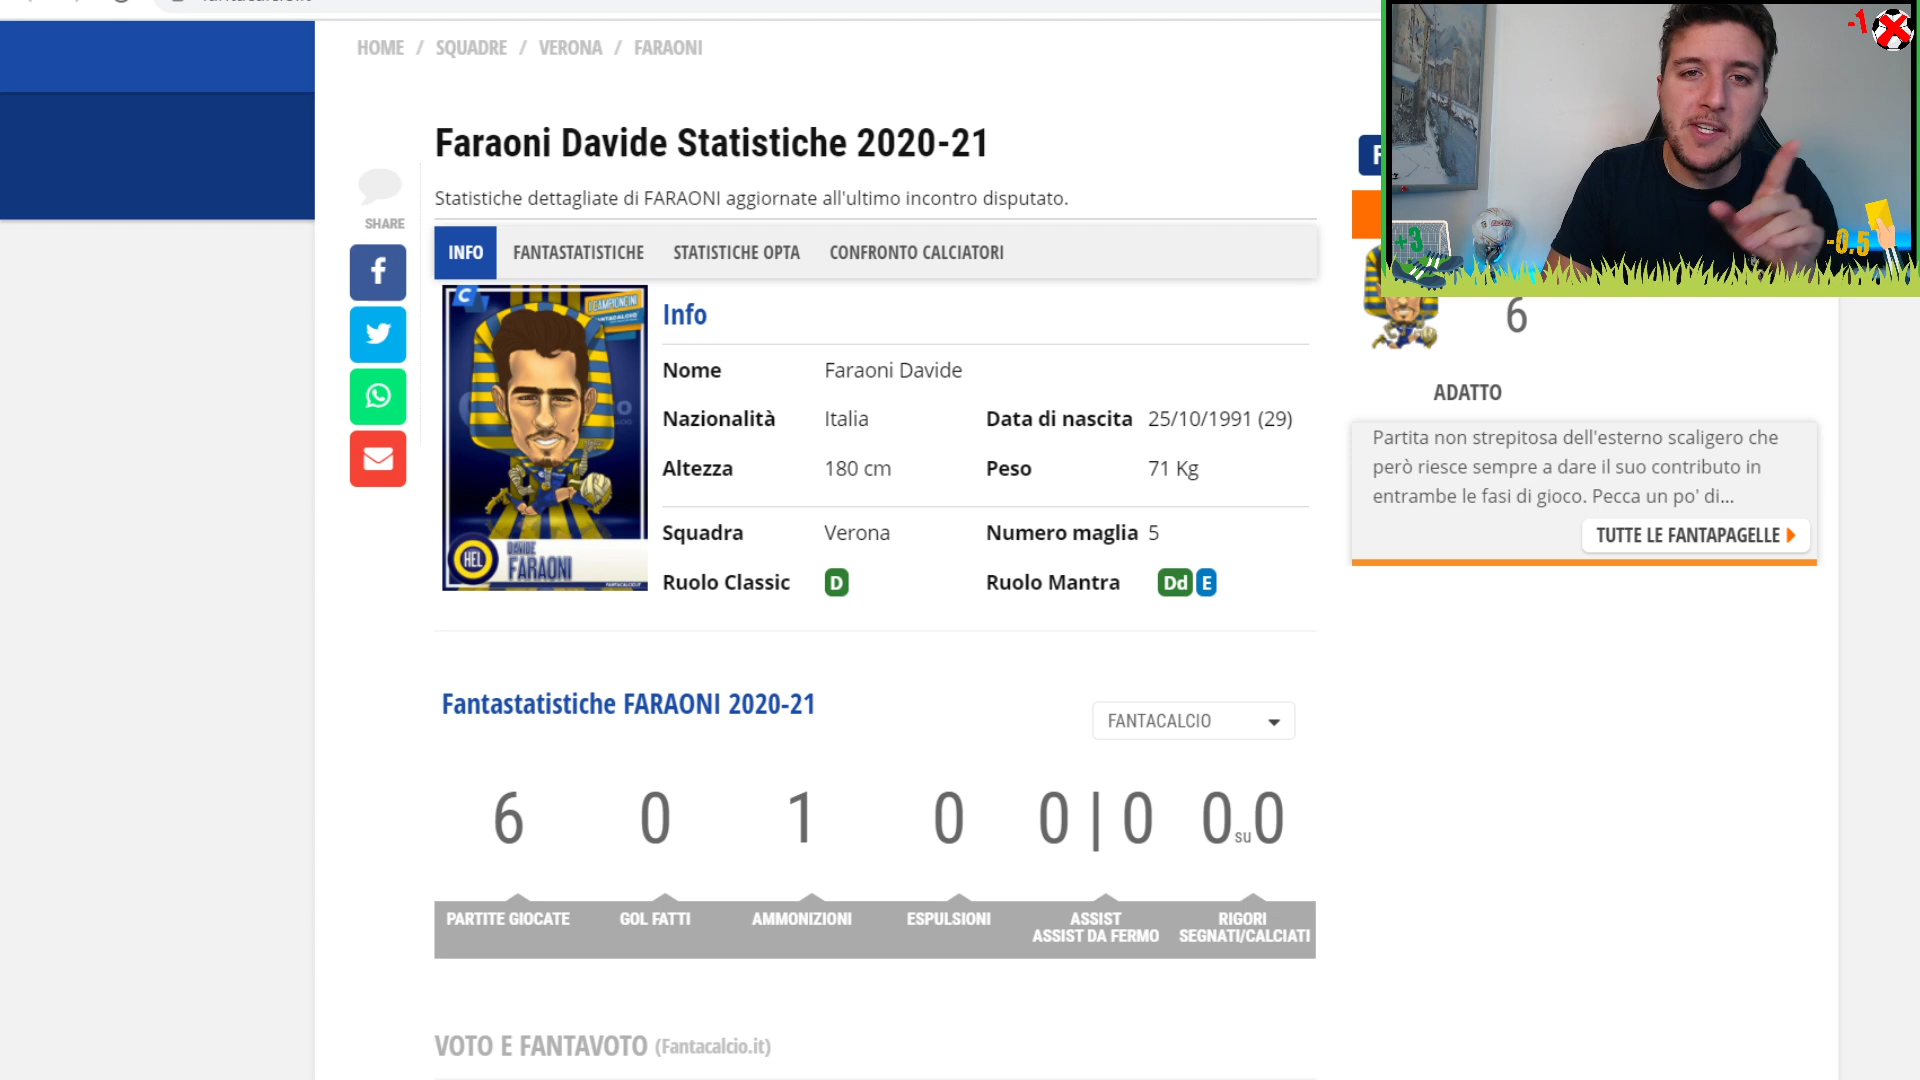 HOME / SQUADRE / VERONA / FARAONI
Faraoni Davide Statistiche 2020-21
Statistiche dettagliate di FARAONI aggiornate all'ultimo incontro disputato.
SHARE
INFO FANTASTATISTICHE STATISTICHE OPTA CONFRONTO CALCIATORI
Info
Nome Faraoni Davide
Nazionalità Italia Data di nascita 25/10/1991 (29)
Altezza 180 cm Peso 71 Kg
Squadra Verona Numero maglia 5
Ruolo Classic D Ruolo Mantra Dd E
I CAMPIONCINI
FANTACALCIO
HEL
DAVIDE
FARAONI
Fantastatistiche FARAONI 2020-21
FANTACALCIO
6 0 1 0 0 | 0 0 su 0
PARTITE GIOCATE GOL FATTI AMMONIZIONI ESPULSIONI ASSIST
ASSIST DA FERMO RIGORI
SEGNATI/CALCIATI
VOTO E FANTAVOTO (Fantacalcio.it)
-1
+3
-0.5
6
ADATTO
Partita non strepitosa dell'esterno scaligero che
però riesce sempre a dare il suo contributo in
entrambe le fasi di gioco. Pecca un po' di...
TUTTE LE FANTAPAGELLE